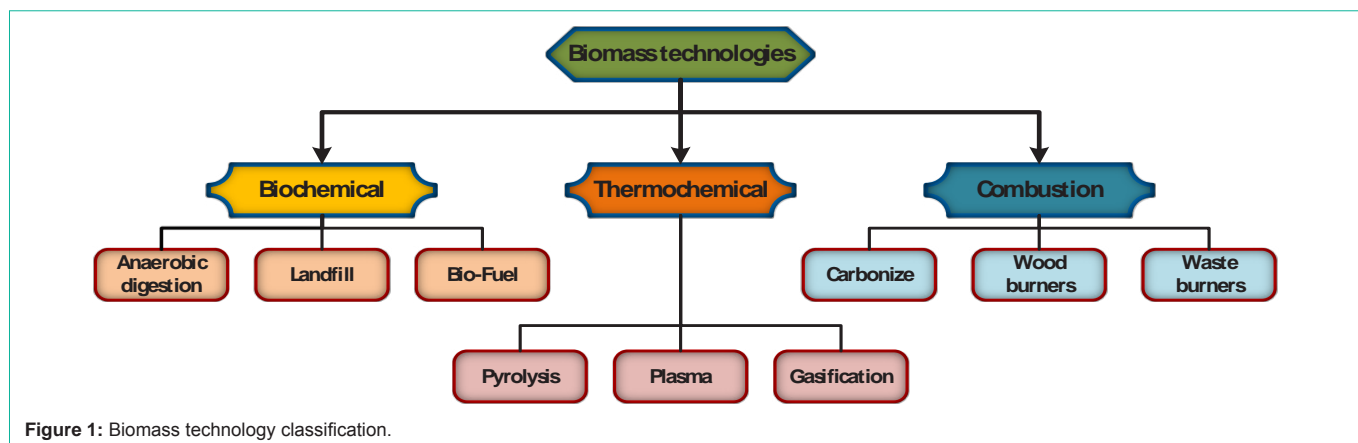 Biomass technologies
Biochemical
Thermochemical
Combustion
Anaerobic
digestion
Landfill
Bio-Fuel
Carbonize
Wood
burners
Waste
burners
Pyrolysis
Plasma
Gasification
Figure 1: Biomass technology classification.